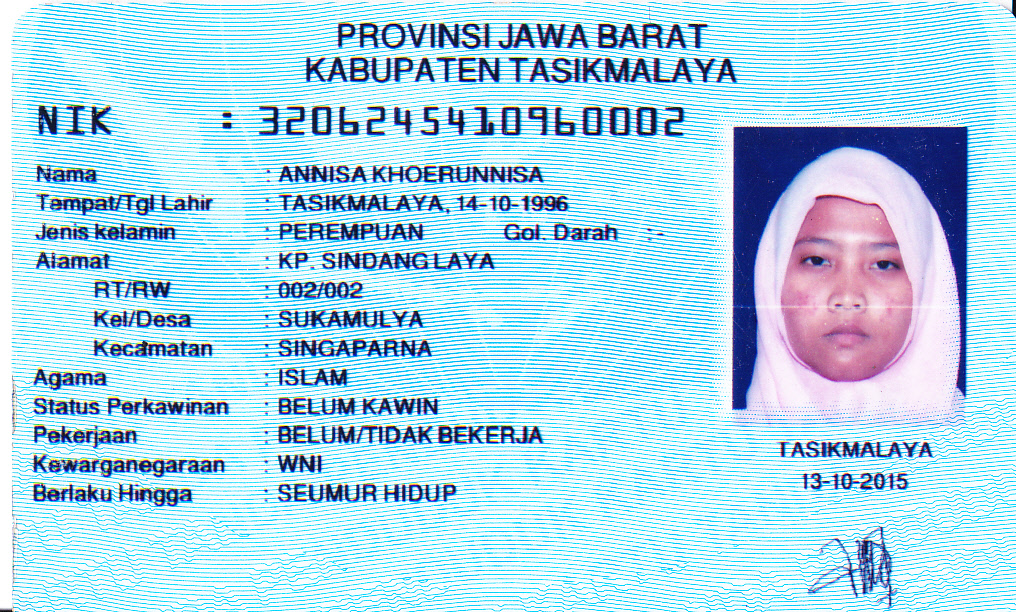 PROVINSI JAWA BARAT
KABUPATEN TASIKMALAYA
NIK : 3206245410960002
Nama : ANNISA KHOERUNNISA
Tempat/Tgl Lahir : TASIKMALAYA, 14-10-1996
Jenis kelamin : PEREMPUAN Gol. Darah : -
Alamat : KP. SINDANG LAYA
RT/RW : 002/002
Kel/Desa : SUKAMULYA
Kecamatan : SINGAPARNA
Agama : ISLAM
Status Perkawinan : BELUM KAWIN
Pekerjaan : BELUM/TIDAK BEKERJA
Kewarganegaraan : WNI
Berlaku Hingga : SEUMUR HIDUP
TASIKMALAYA
13-10-2015